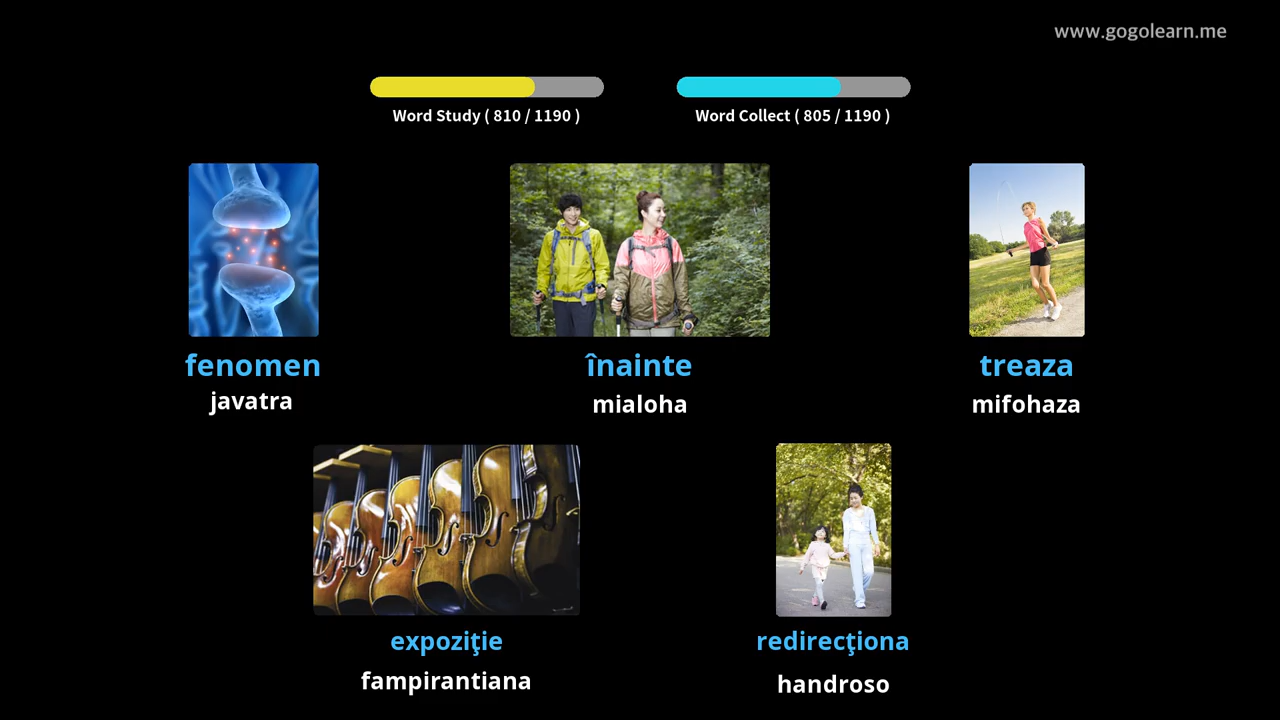 www.gogolearn.me
Word Study ( 810 / 1190 )
Word Collect ( 805 / 1190 )
fenomen
javatra
înainte
mialoha
treaza
mifohaza
expoziţie
fampirantiana
redirecţiona
handroso